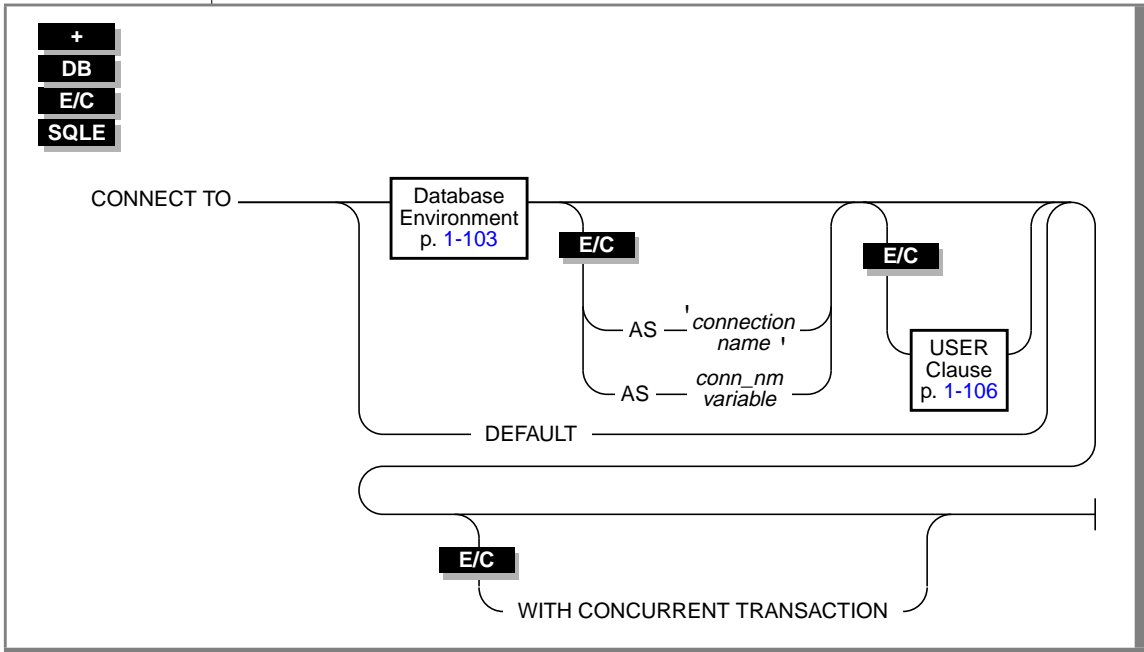 +
DB
E/C
SQLE
CONNECT TO
Database
Environment
p. 1-103
E/C
AS
'connection
name '
AS
conn_nm
variable
E/C
USER
Clause
p. 1-106
DEFAULT
E/C
WITH CONCURRENT TRANSACTION